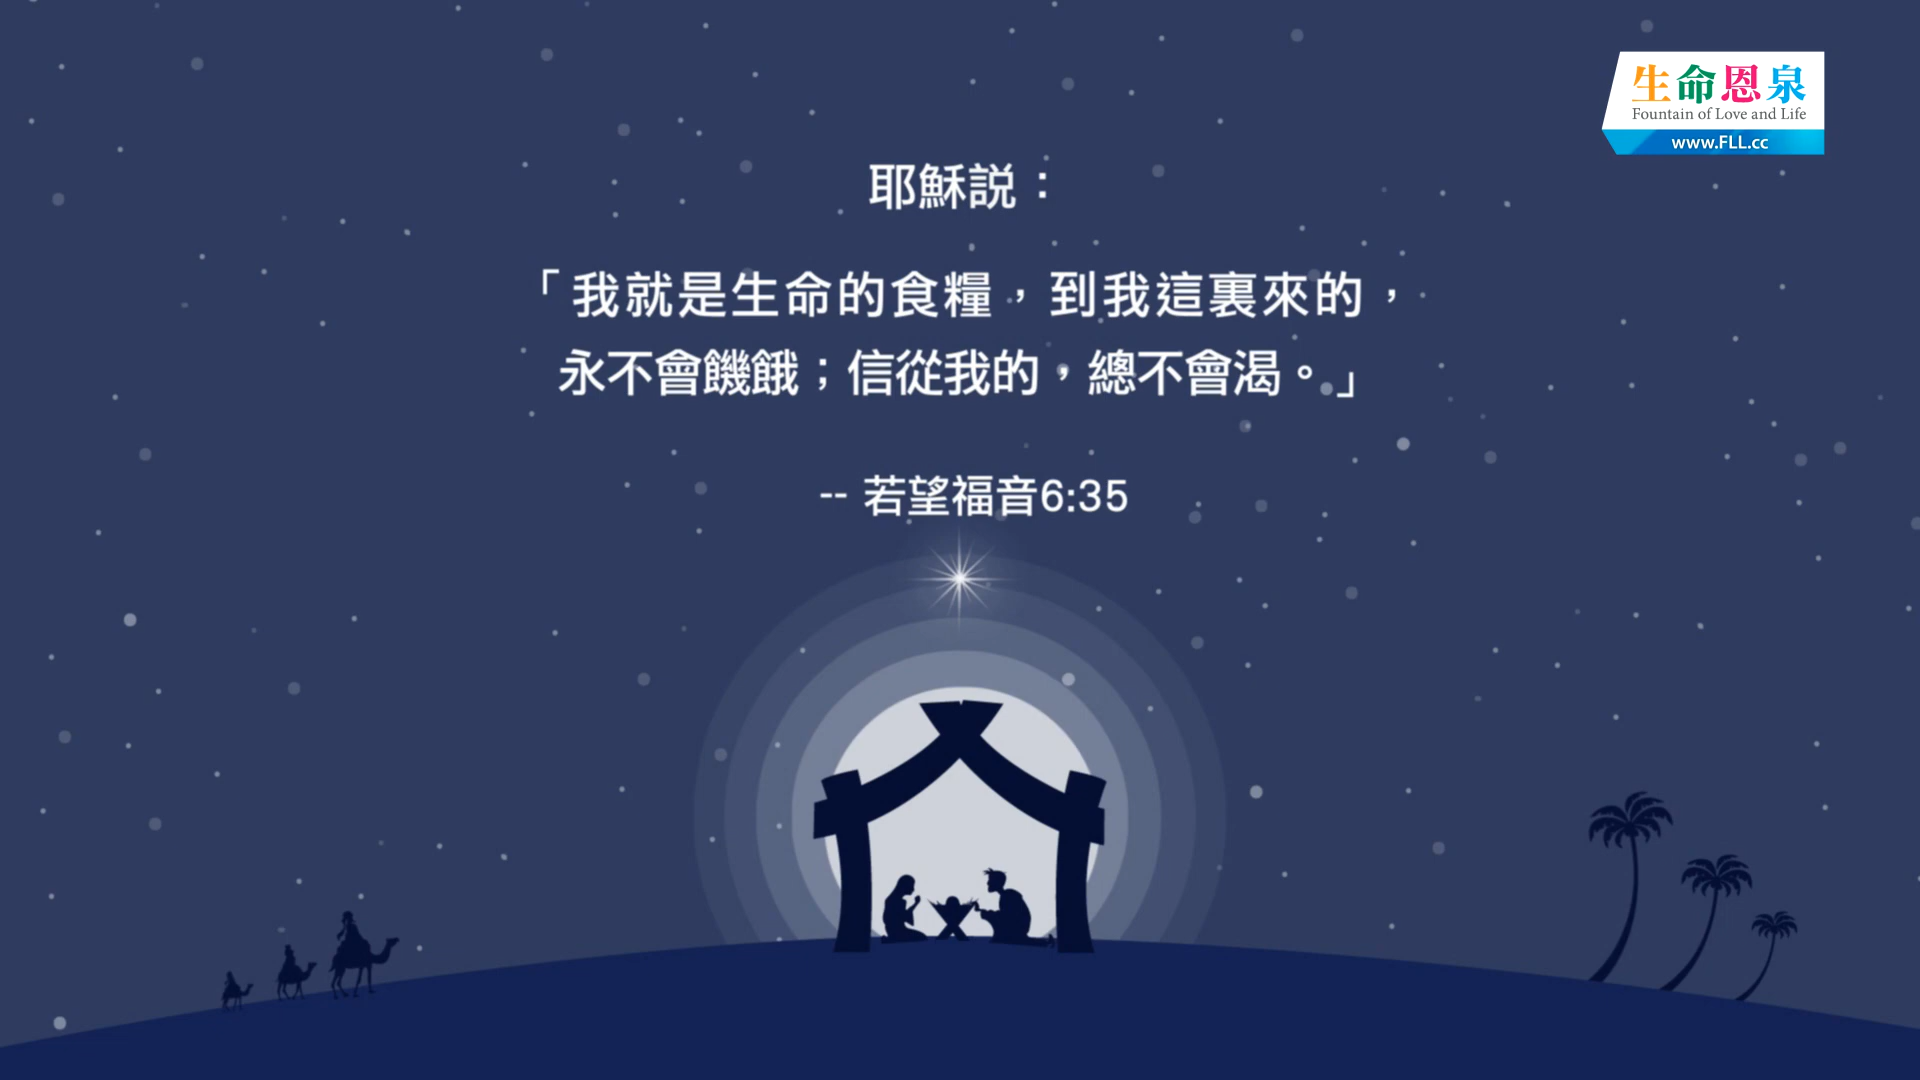 生命恩泉
Fountain of Love and Life
www.FLL.cc
耶穌説：
「我就是生命的食糧，到我這裏來的，
永不會饑餓；信從我的，總不會渴。」
-- 若望福音6:35